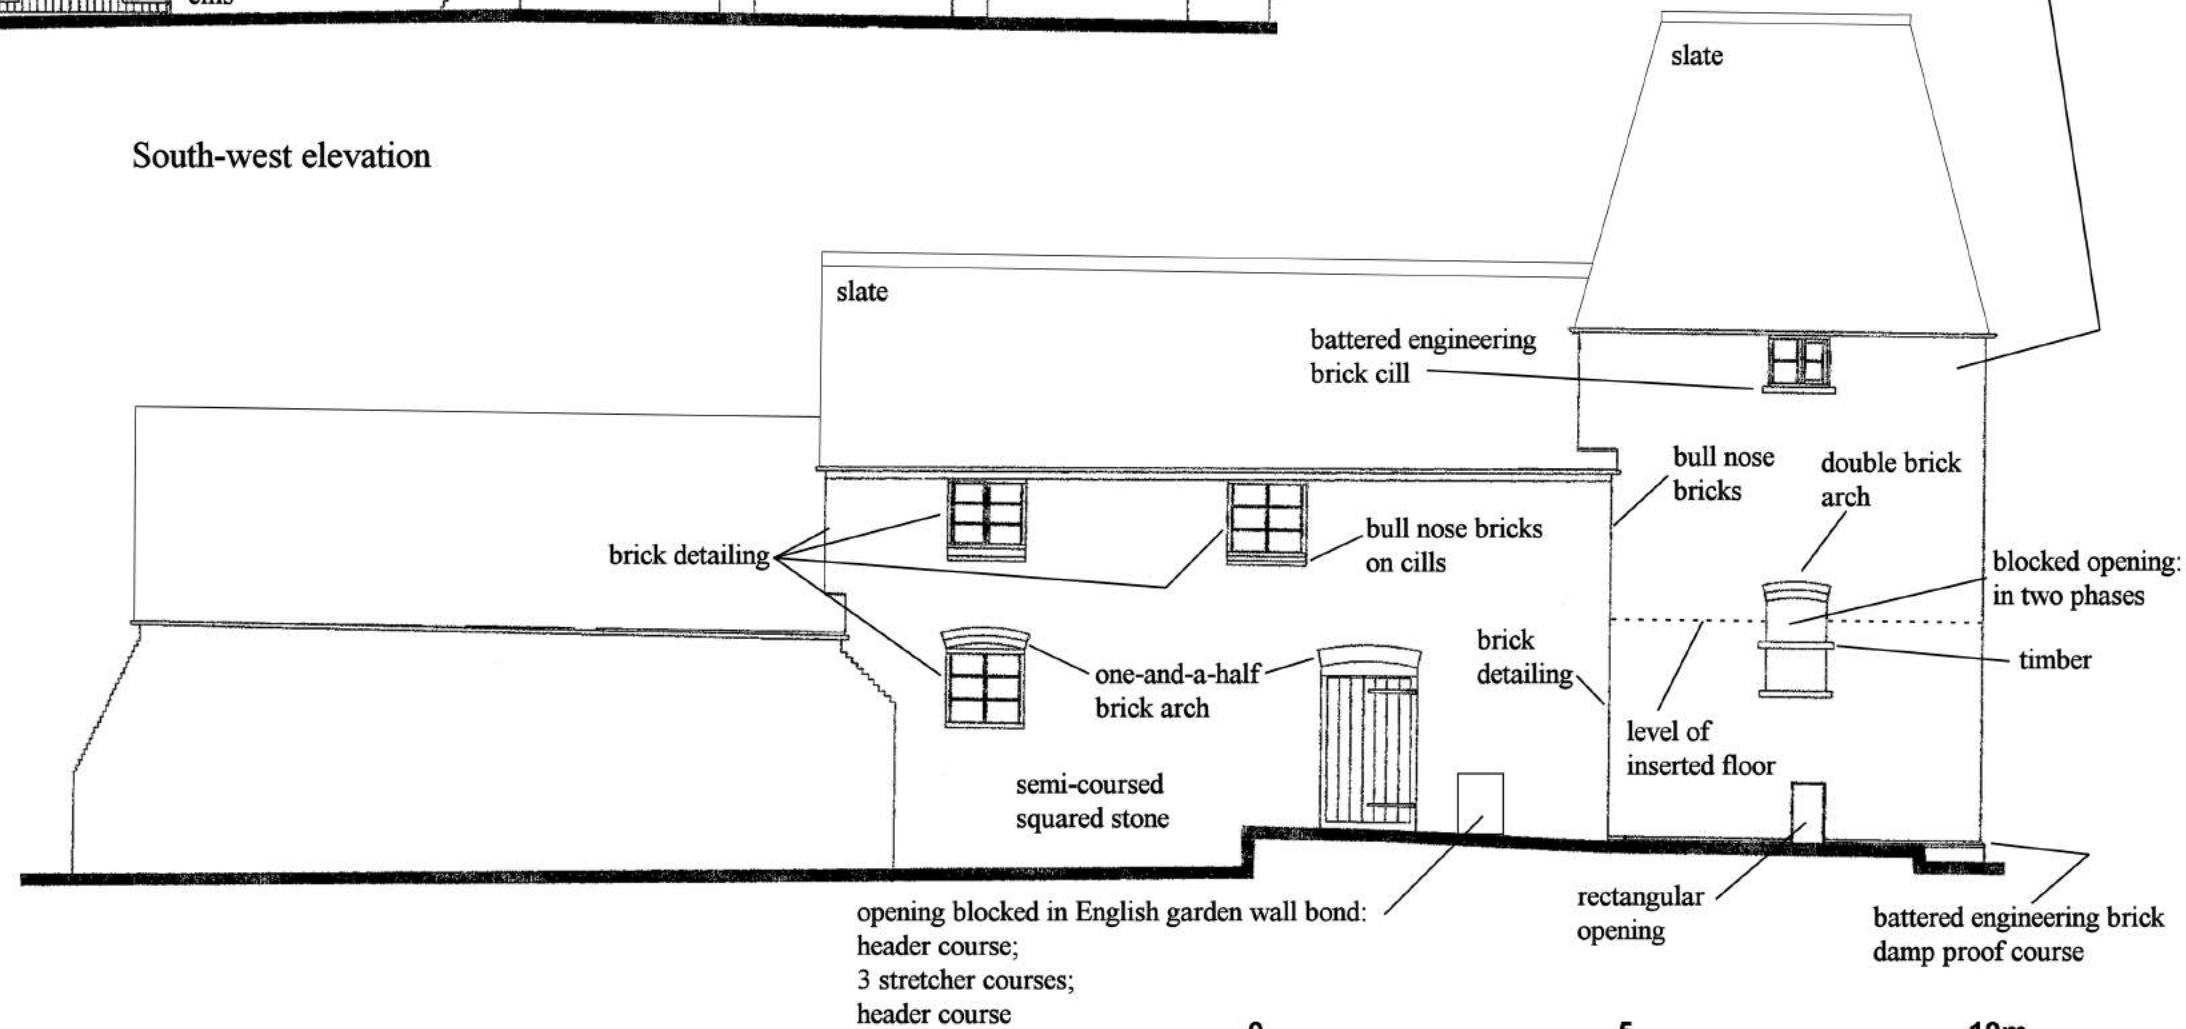 cills
slate
South-west elevation
slate
battered engineering
brick cill
bull nose
bricks
double brick
arch
brick detailing
bull nose bricks
on cills
blocked opening:
in two phases
brick
detailing
one-and-a-half
brick arch
timber
level of
inserted floor
semi-coursed
squared stone
opening blocked in English garden wall bond:
header course;
3 stretcher courses;
header course
rectangular
opening
battered engineering brick
damp proof course
0 5 10m